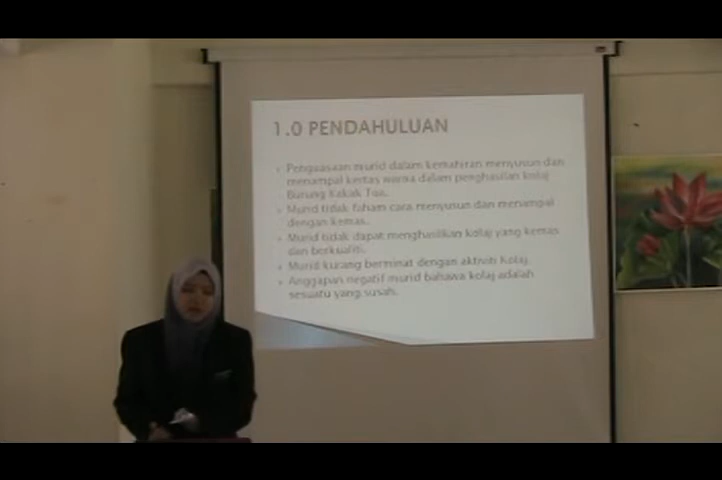 1.0 PENDAHULUAN
Penguasaan murid dalam kemahiran menyusun dan
menampal kertas warna dalam penghasilan kolaj
Burung Kakak Tua.
Murid tidak faham cara menyusun dan menampal
dengan kemas.
Murid tidak dapat menghasilkan kolaj yang kemas
dan berkualiti.
Murid kurang berminat dengan aktiviti Kolaj.
Anggapan negatif murid bahawa kolaj adalah
sesuatu yang susah.